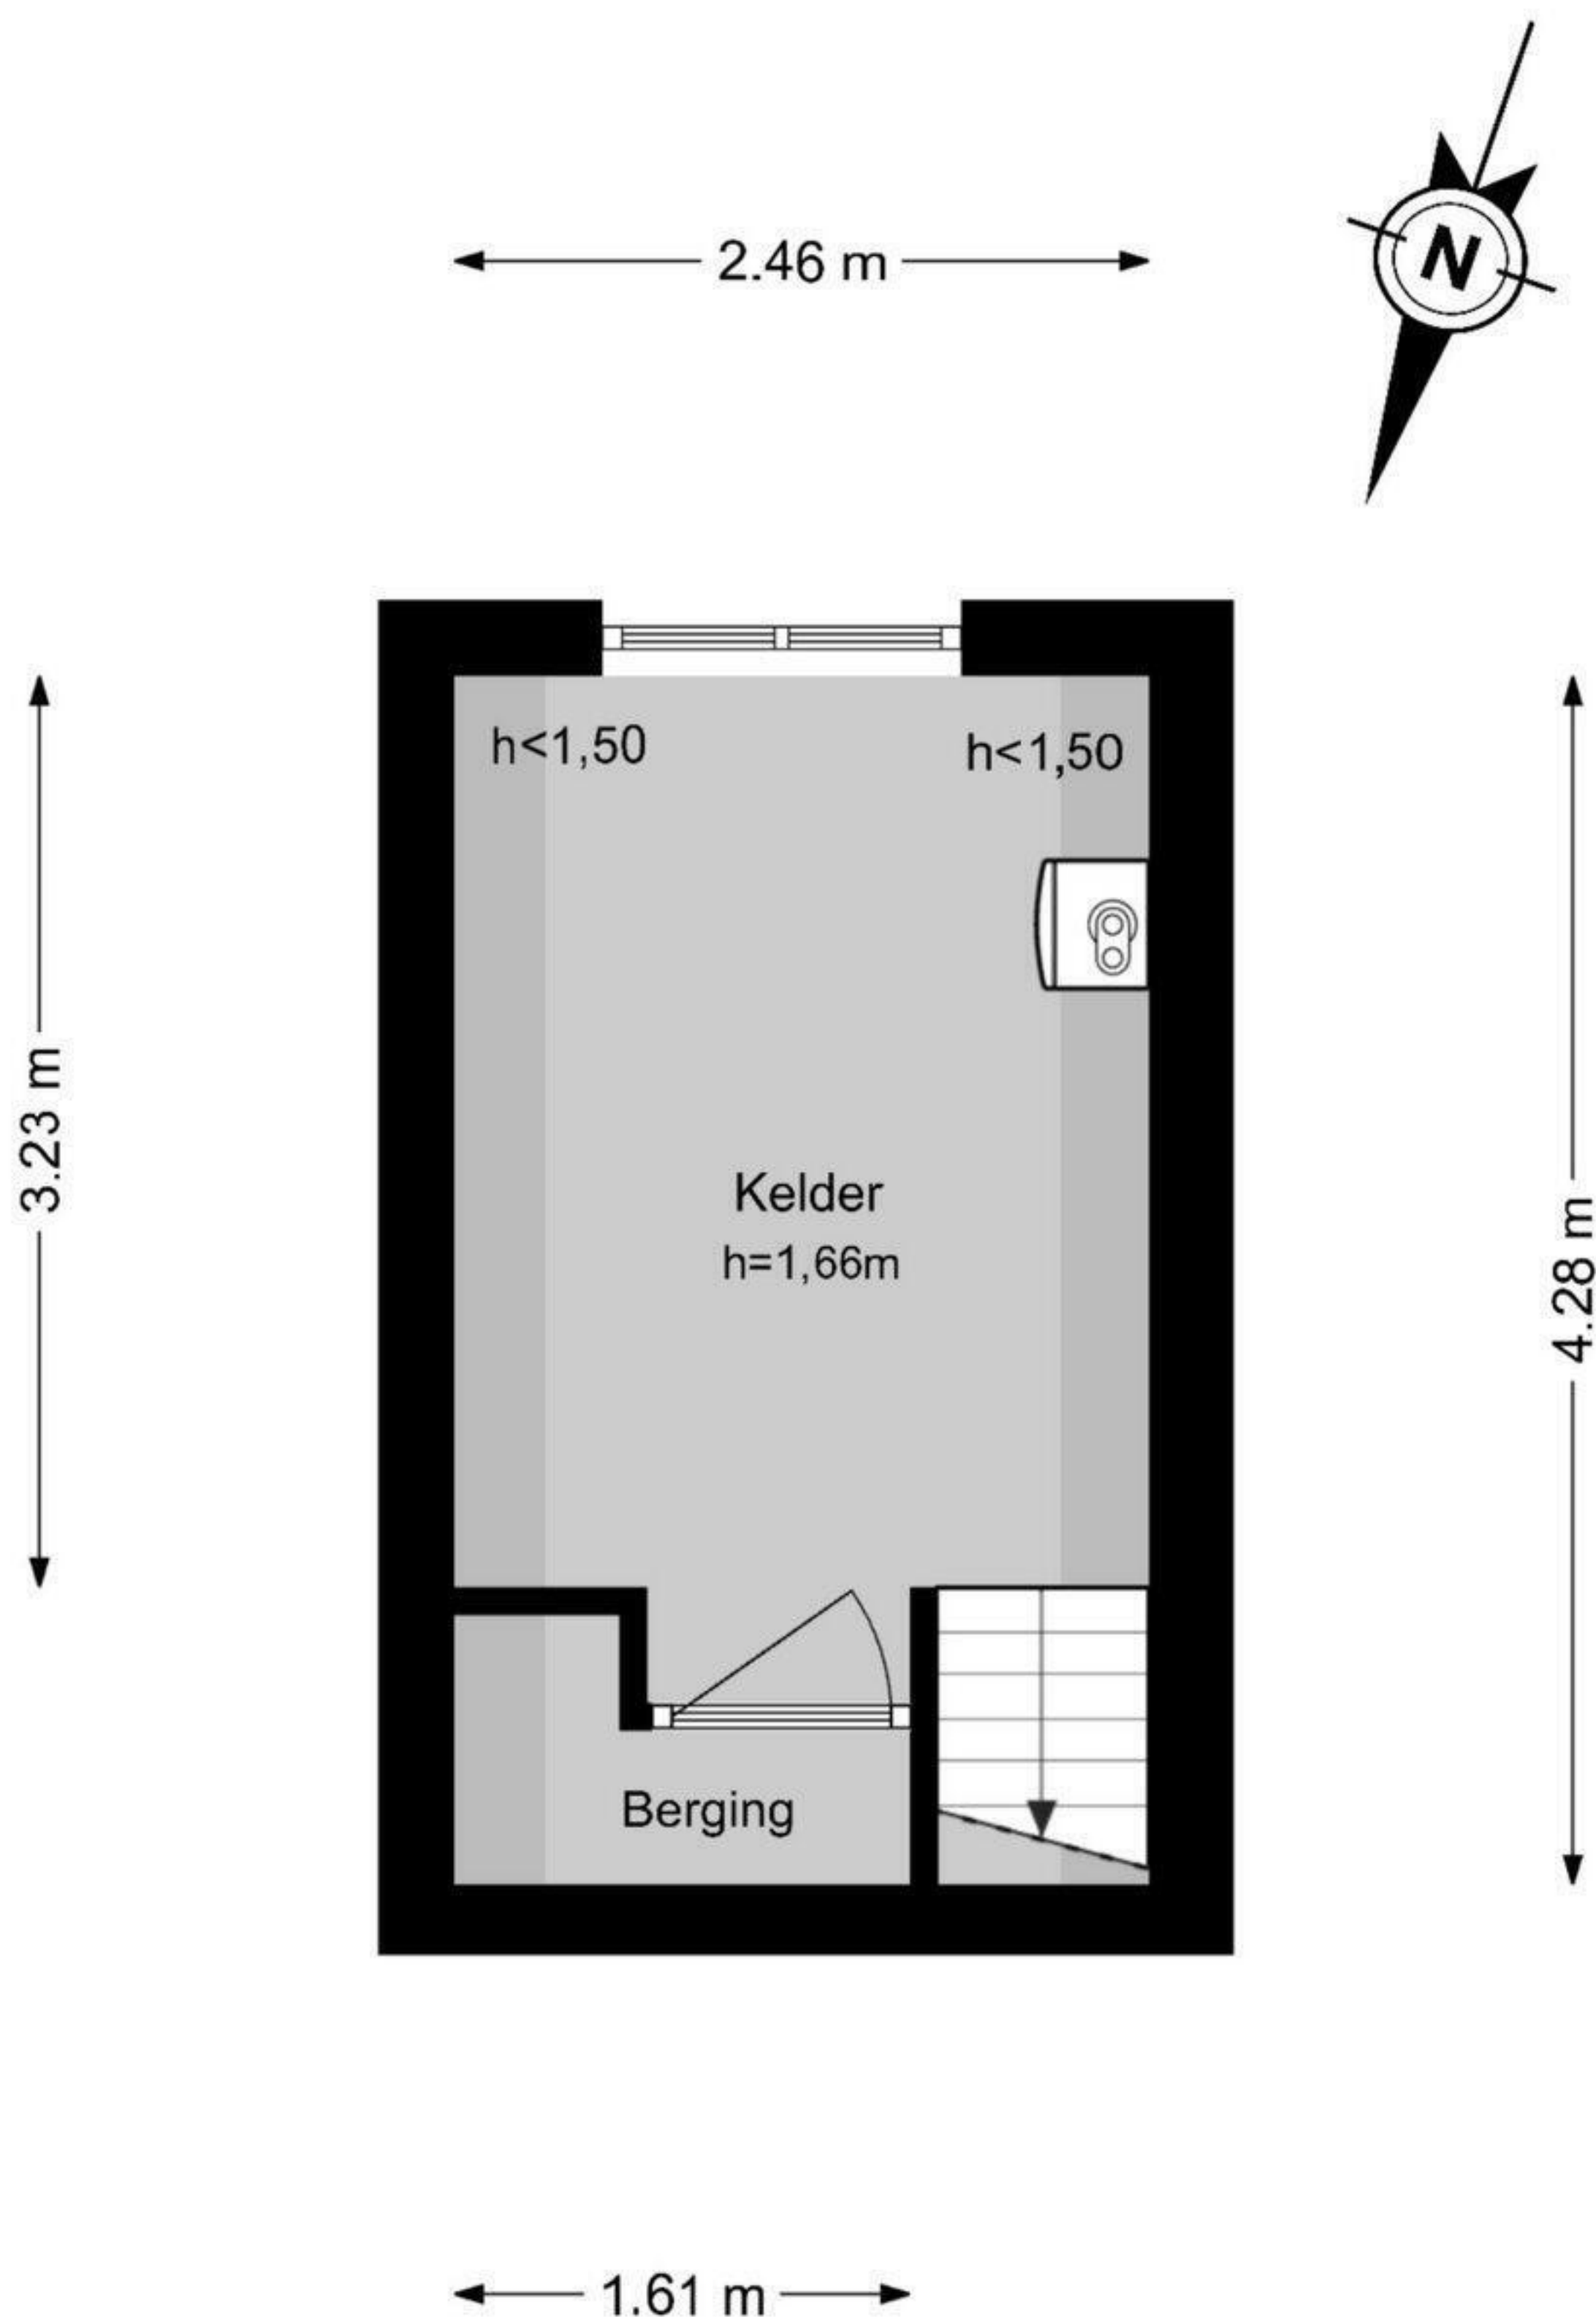 N
2.46 m
h<1,50
h<1,50
3.23 m
Kelder
h=1,66m
4.28 m
Berging
1.61 m